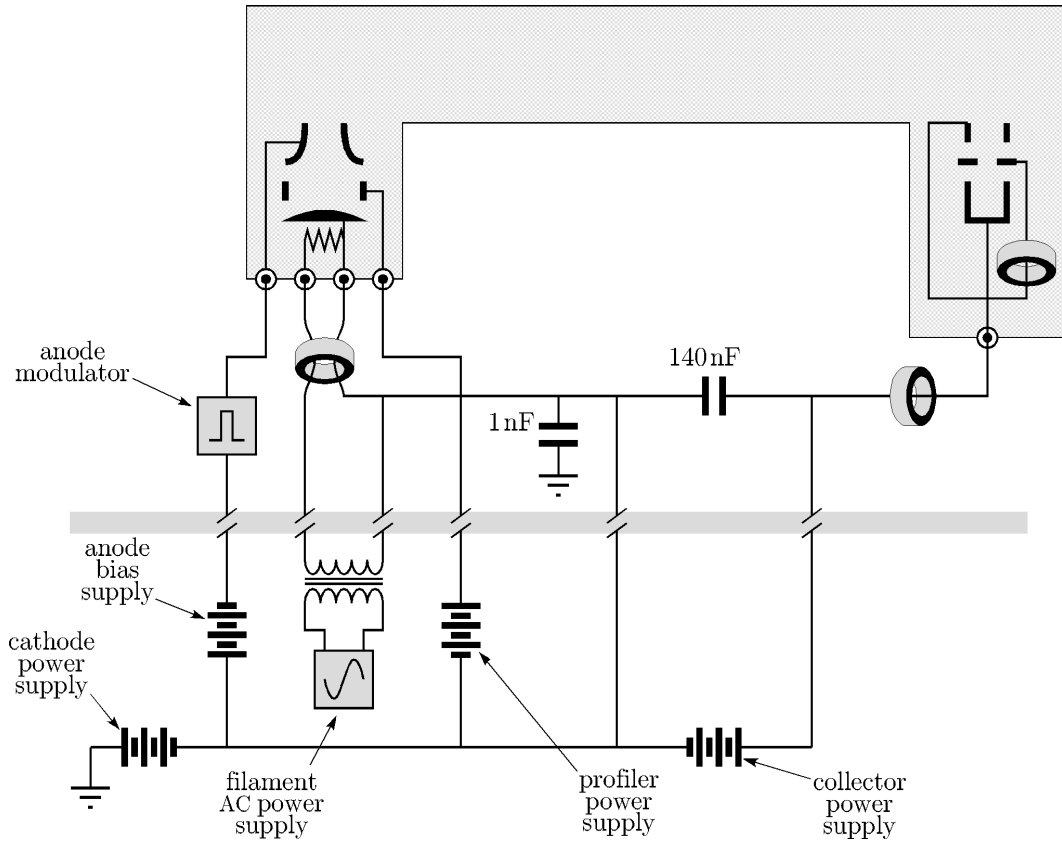 anode
modulator
140 nF
1 nF
anode
bias
supply
cathode
power
supply
filament
AC power
supply
profiler
power
supply
collector
power
supply